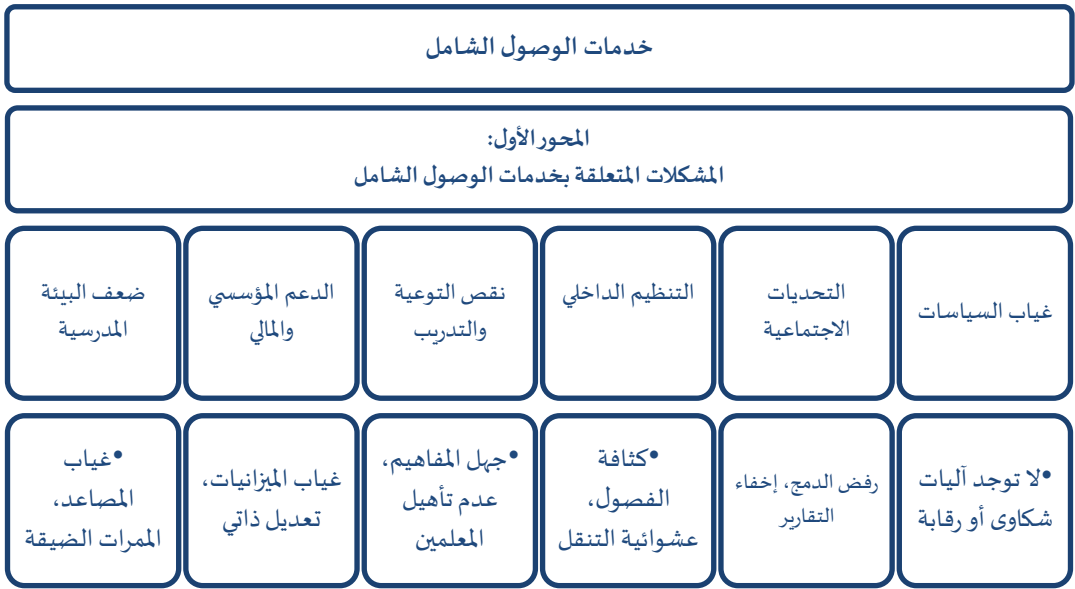 خدمات الوصول الشامل
المحور الأول:
المشكلات المتعلقة بخدمات الوصول الشامل
غياب السياسات
التحديات
الاجتماعية
التنظيم الداخلي
نقص التوعية
والتدريب
الدعم المؤسسي
والمالي
ضعف البيئة
المدرسية
•لا توجد آليات
شكاوى أو رقابة
رفض الدمج، إخفاء
التقارير
•كثافة
الفصول،
عشوائية التنقل
•جهل المفاهيم،
عدم تأهيل
المعلمين
غياب الميزانيات،
تعديل ذاتي
•غياب
المصاعد،
الممرات الضيقة